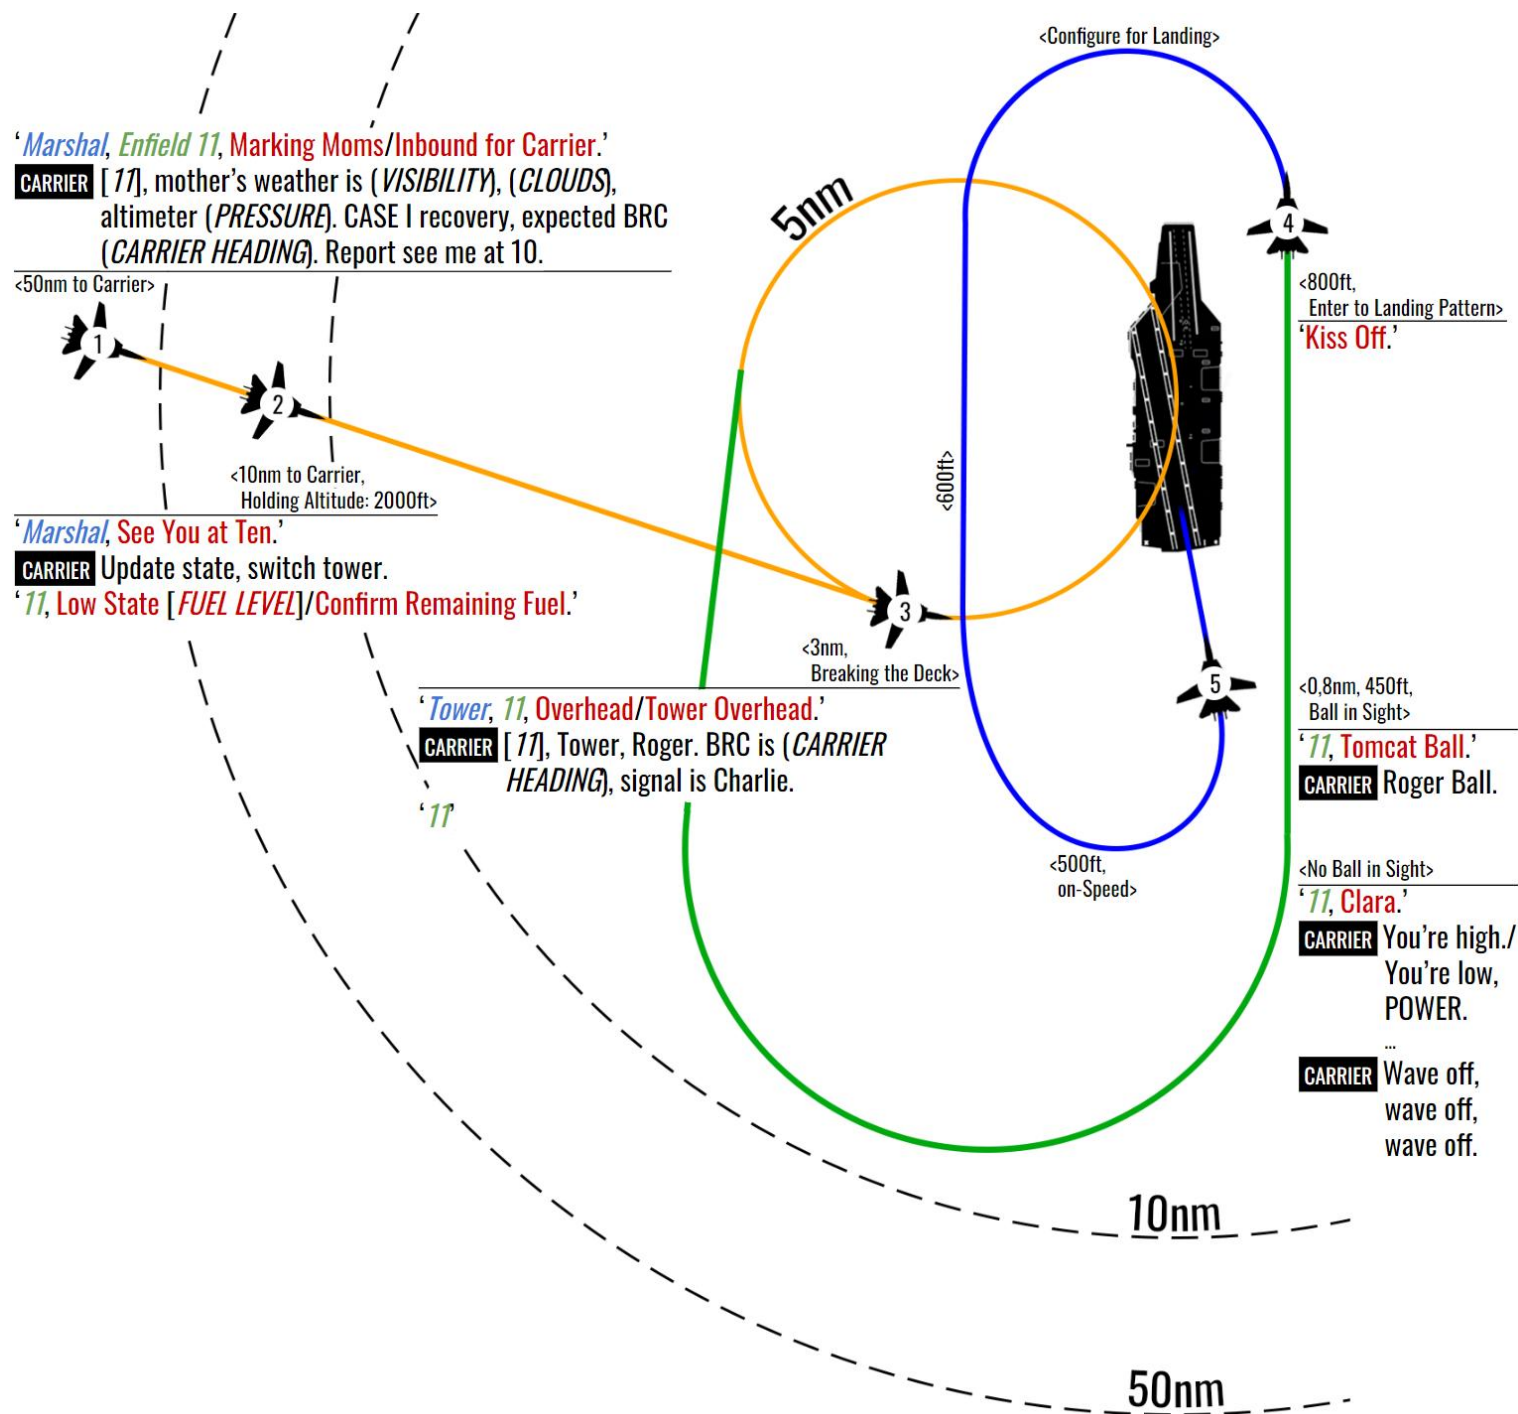 <Configure for Landing>
'Marshal, Enfield 11, Marking Moms/Inbound for Carrier.'
CARRIER [11], mother's weather is (VISIBILITY), (CLOUDS),
altimeter (PRESSURE). CASE I recovery, expected BRC
(CARRIER HEADING). Report see me at 10.
<50nm to Carrier>
1
2
<10nm to Carrier,
Holding Altitude: 2000ft>
'Marshal, See You at Ten.'
CARRIER Update state, switch tower.
'11, Low State [FUEL LEVEL]/Confirm Remaining Fuel.'
5nm
3
<3nm,
Breaking the Deck>
'Tower, 11, Overhead/Tower Overhead.'
CARRIER [11], Tower, Roger. BRC is (CARRIER
HEADING), signal is Charlie.
'11'
4
<800ft,
Enter to Landing Pattern>
'Kiss Off.'
<600ft>
<500ft,
on-Speed>
5
<0,8nm, 450ft,
Ball in Sight>
'11, Tomcat Ball.'
CARRIER Roger Ball.
<No Ball in Sight>
'11, Clara.'
CARRIER You're high./
You're low,
POWER.
...
CARRIER Wave off,
wave off,
wave off.
10nm
50nm